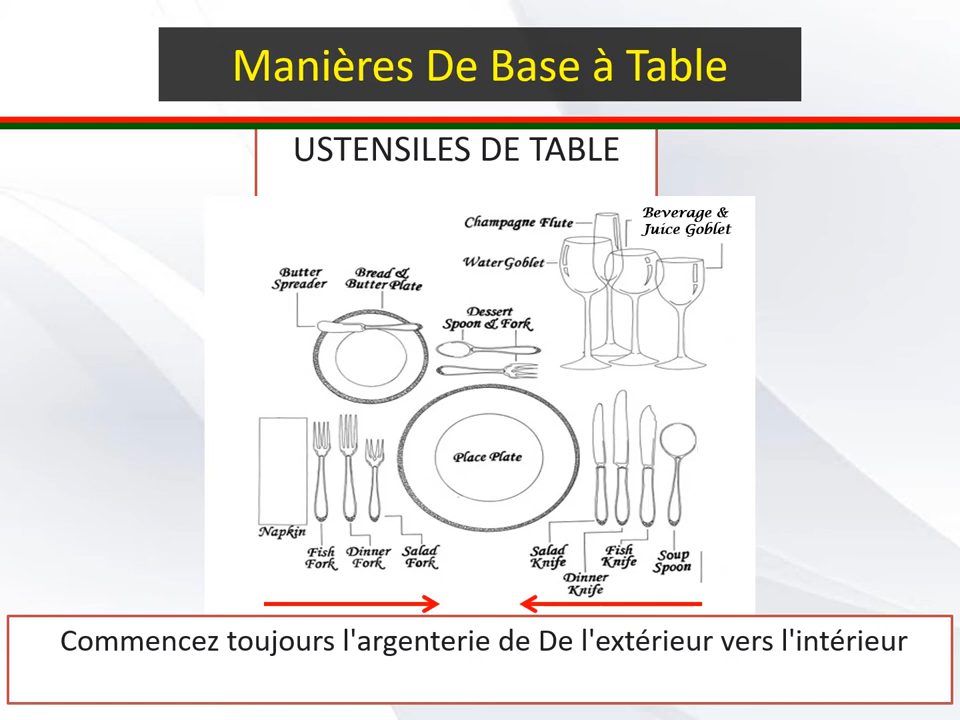 Manières De Base à Table
USTENSILES DE TABLE
Champagne Flute
Beverage &
Juice Goblet
Water Goblet
Butter
Spreader
Bread &
Butter Plate
Dessert
Spoon & Fork
Place Plate
Napkin
Fish
Fork
Dinner
Fork
Salad
Fork
Salad
Knife
Dinner
Knife
Fish
Knife
Soup
Spoon
Commencez toujours l'argenterie de De l'extérieur vers l'intérieur